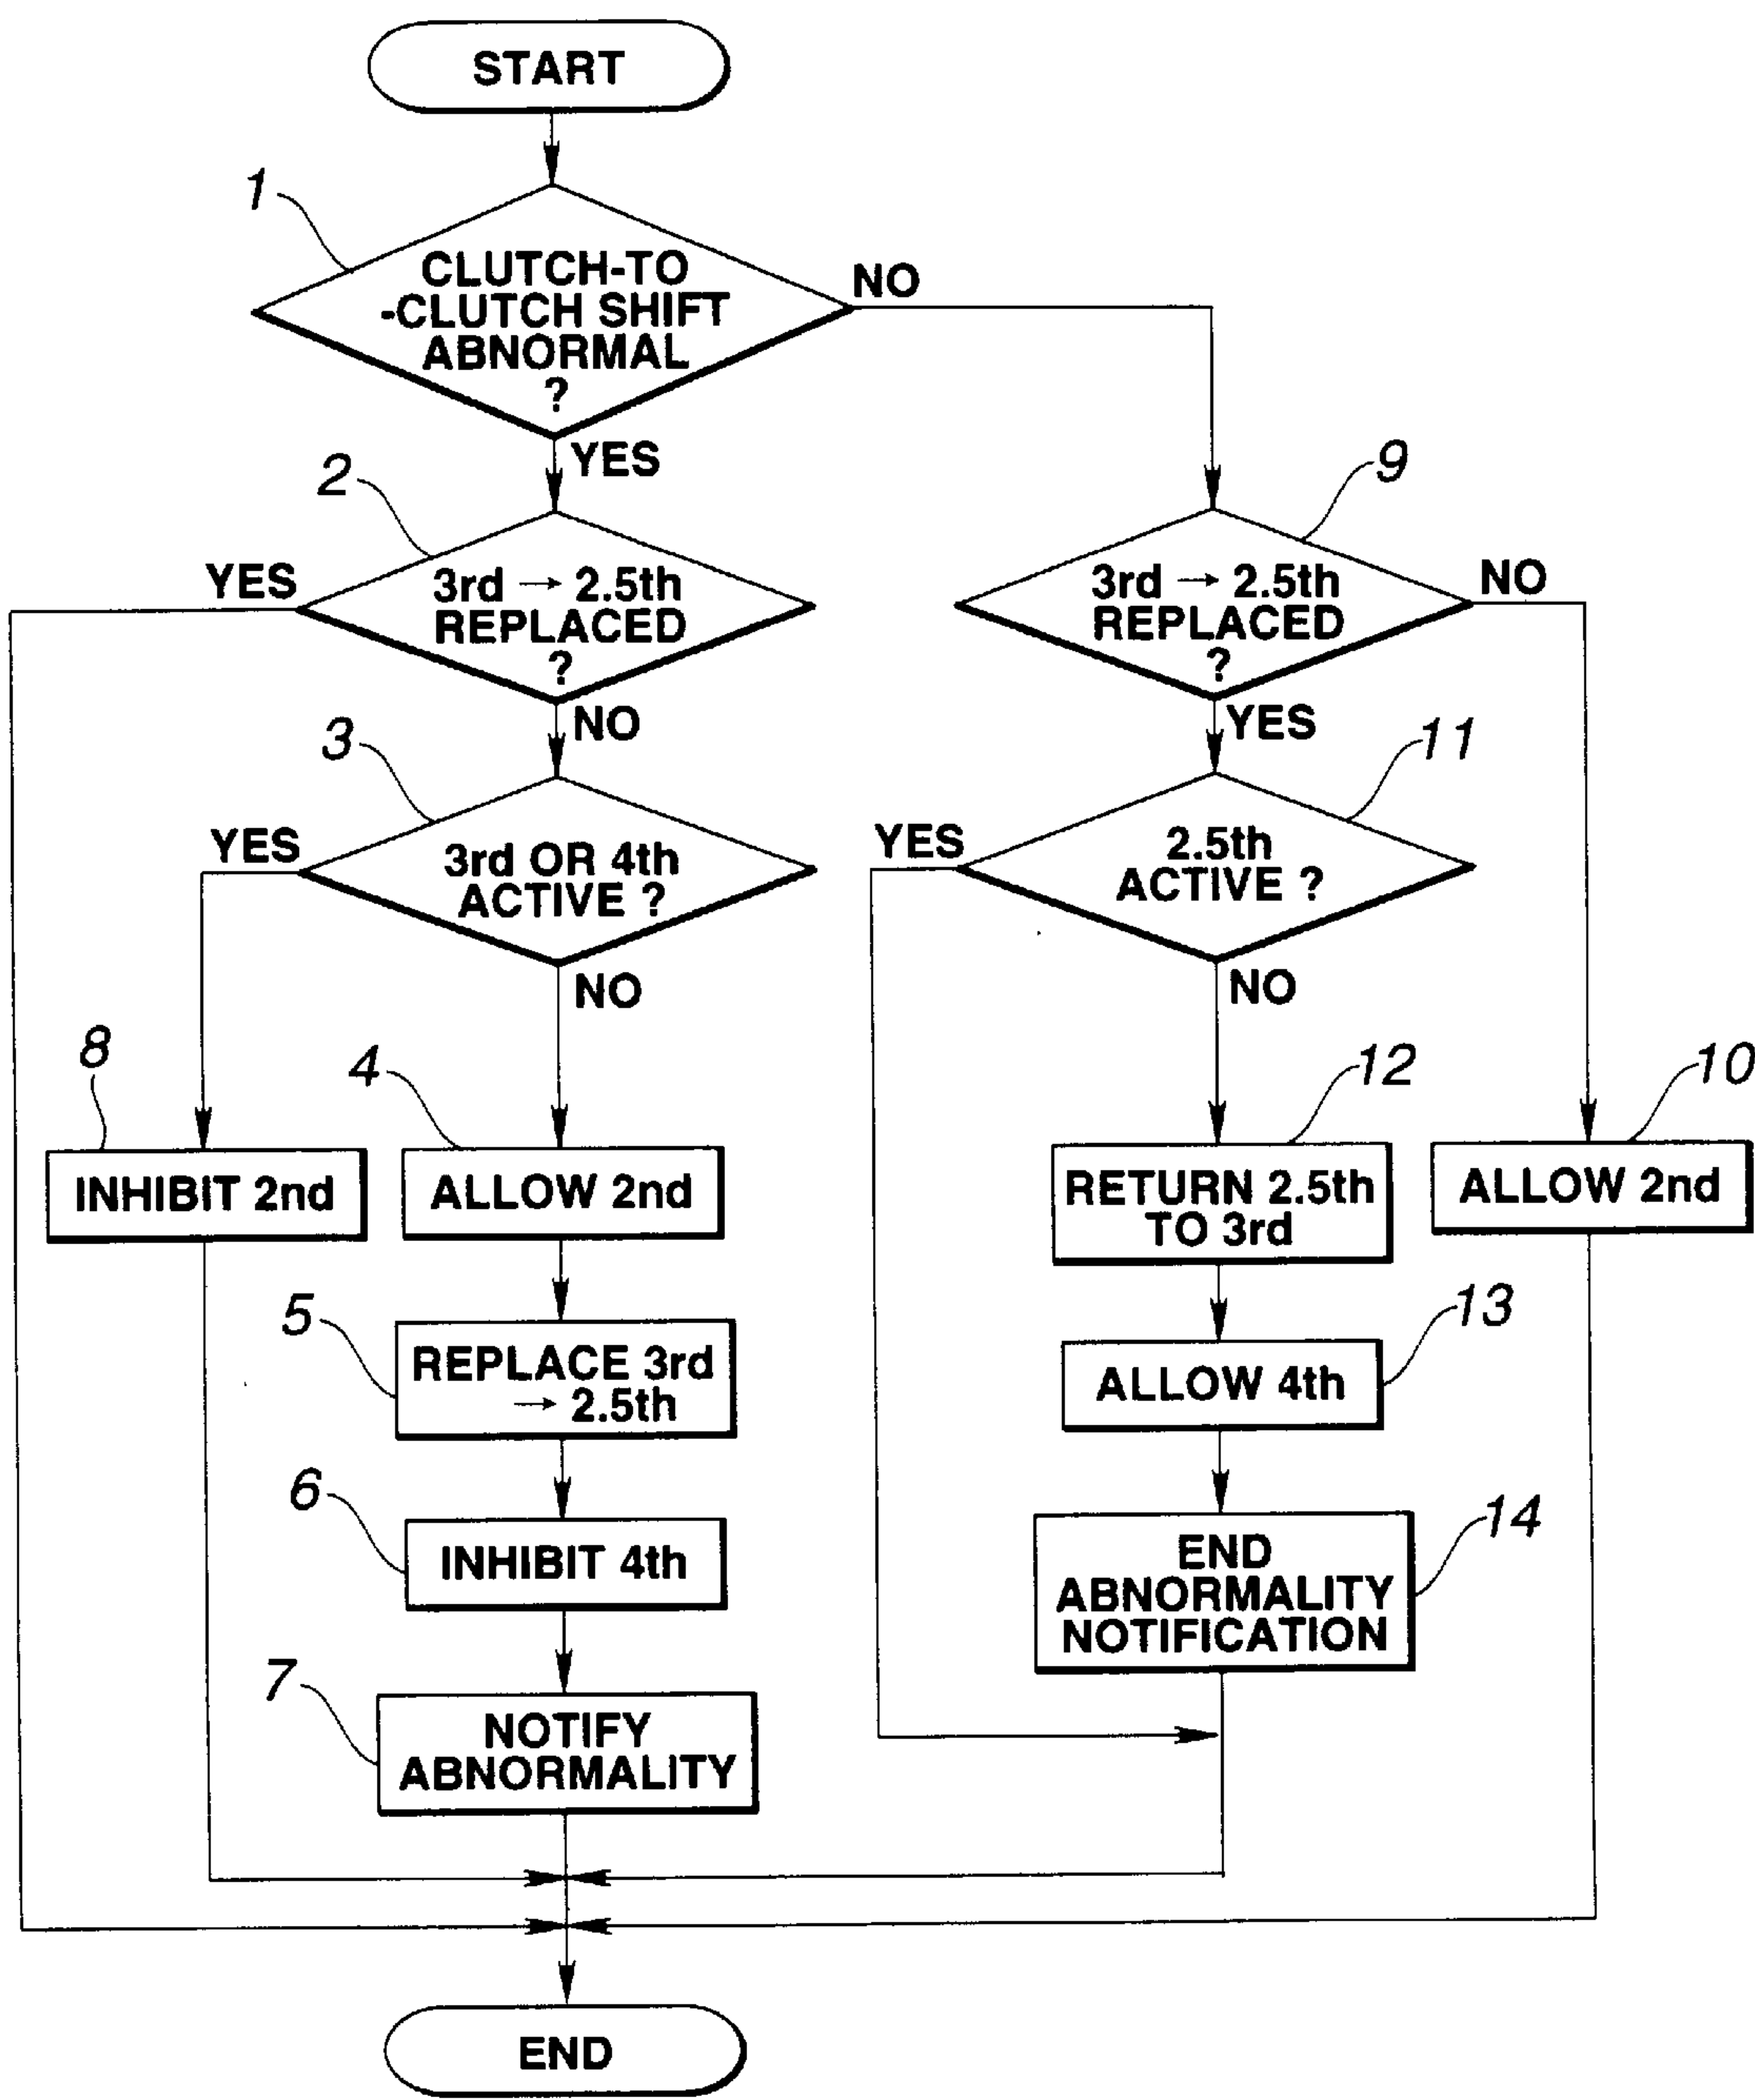 START
1
CLUTCH-TO
-CLUTCH SHIFT
ABNORMAL
?
NO
YES
2
3rd → 2.5th
REPLACED
?
YES
NO
9
3rd → 2.5th
REPLACED
?
NO
YES
3
3rd OR 4th
ACTIVE ?
YES
NO
11
2.5th
ACTIVE ?
YES
NO
8
INHIBIT 2nd
4
ALLOW 2nd
12
RETURN 2.5th
TO 3rd
10
ALLOW 2nd
5
REPLACE 3rd
→ 2.5th
13
ALLOW 4th
6
INHIBIT 4th
14
END
ABNORMALITY
NOTIFICATION
7
NOTIFY
ABNORMALITY
END